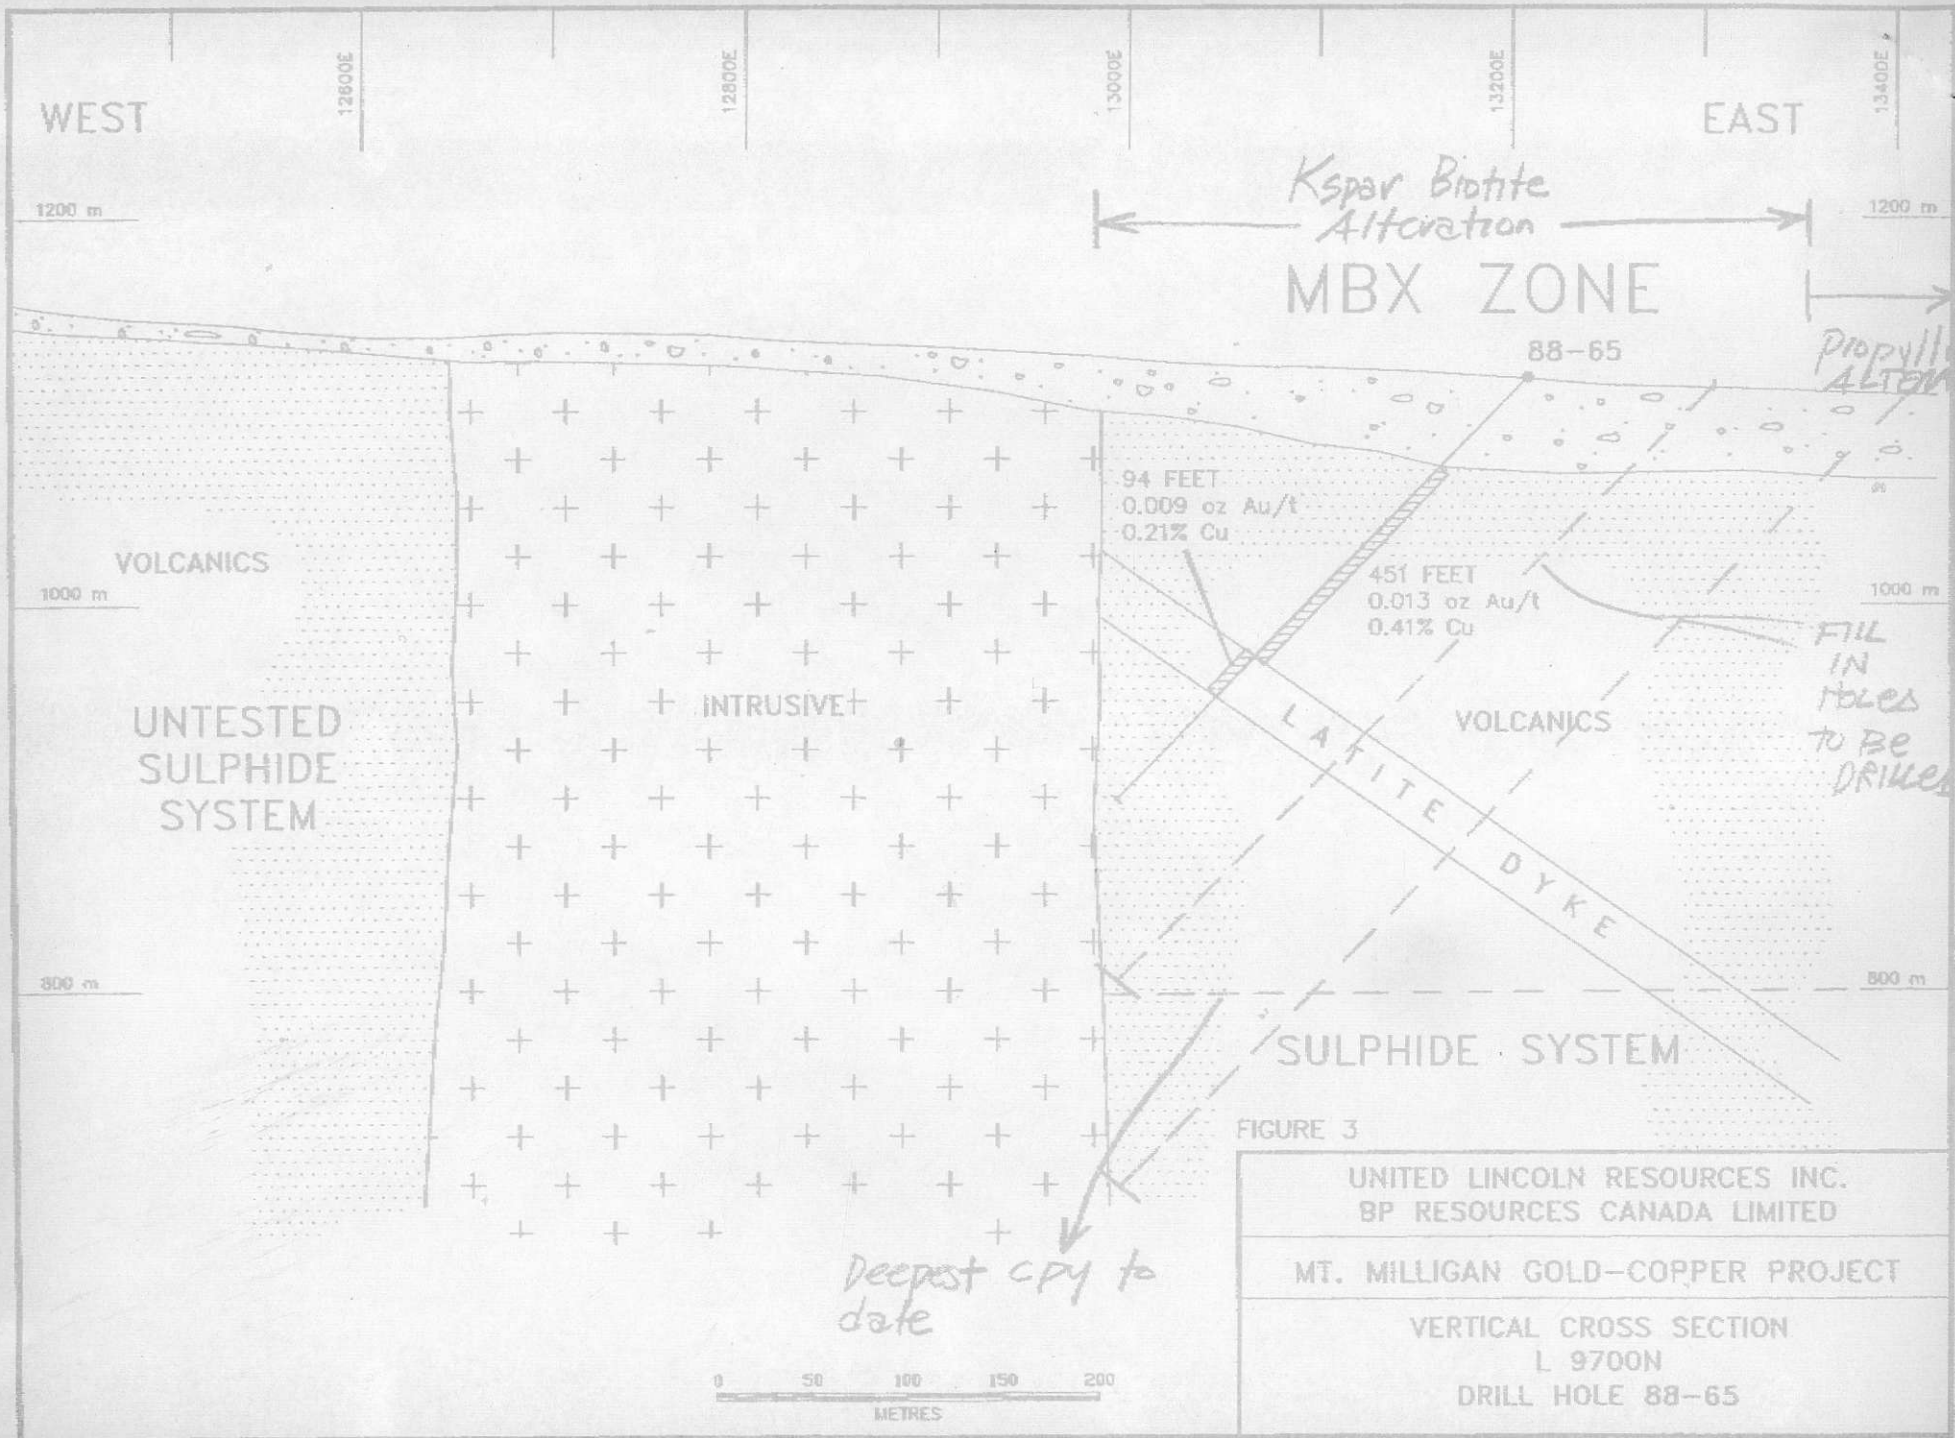 12600E
12800E
13000E
13200E
13400E
WEST
EAST
Kspar Biotite
Alteration
1200 m
1200 m
MBX ZONE
88-65
ALTER
94 FEET
0.009 oz Au/t
0.21% Cu
VOLCANICS
451 FEET
0.013 oz Au/t
0.41% Cu
1000 m
1000 m
FILL
IN
HOLES
TO BE
DRILLED
UNTESTED
SULPHIDE
SYSTEM
INTRUSIVE
VOLCANICS
LATITE DYKE
800 m
800 m
SULPHIDE SYSTEM
FIGURE 3
UNITED LINCOLN RESOURCES INC.
BP RESOURCES CANADA LIMITED
MT. MILLIGAN GOLD-COPPER PROJECT
VERTICAL CROSS SECTION
L 9700N
DRILL HOLE 88-65
Deepest cpy to
date
0 50 100 150 200
METRES